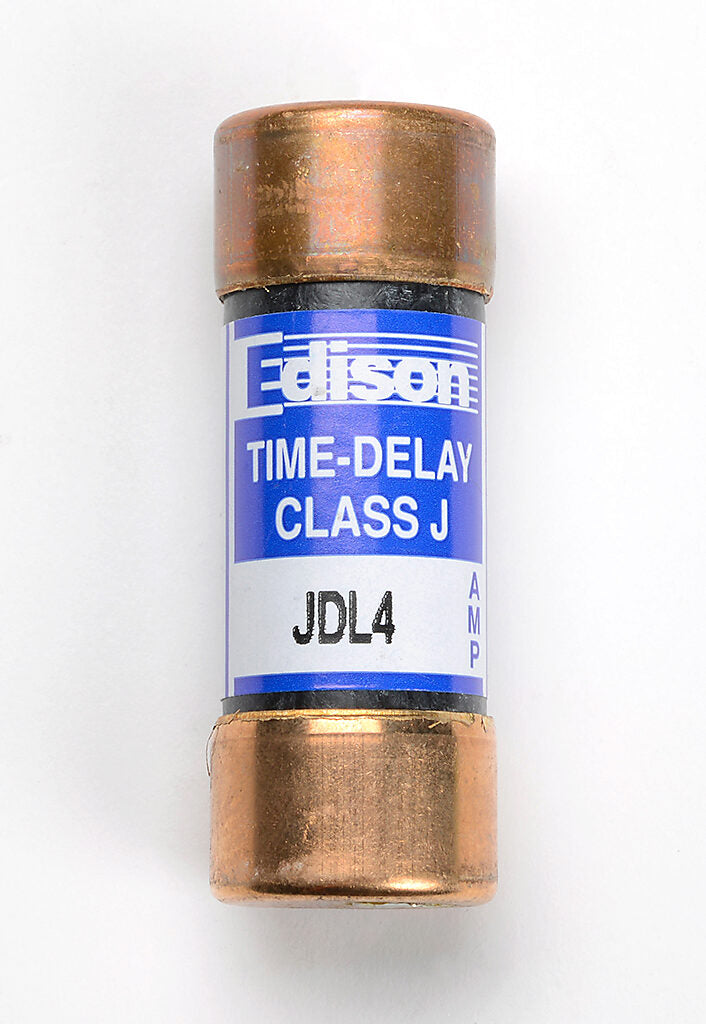 Edison
TIME-DELAY
CLASS J
JDL4
AMP